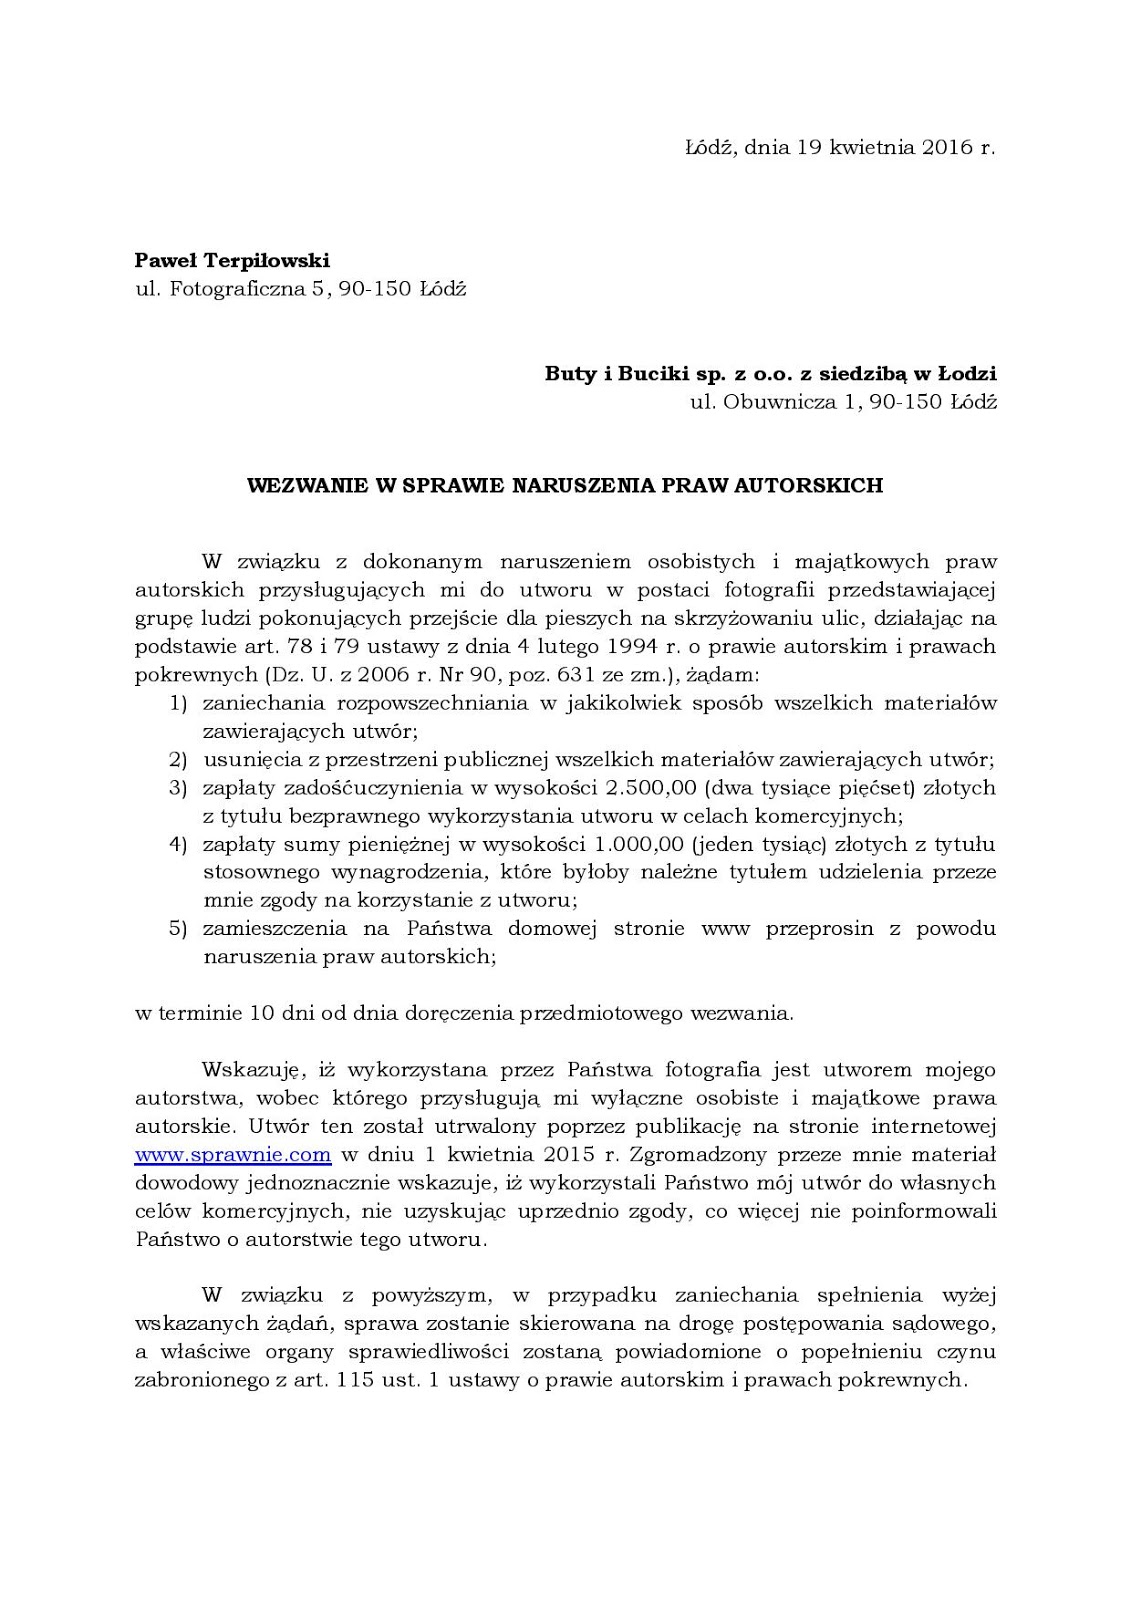 Łódź, dnia 19 kwietnia 2016 r.
Paweł Terpiłowski
ul. Fotograficzna 5, 90-150 Łódź
Buty i Buciki sp. z o.o. z siedzibą w Łodzi
ul. Obuwnicza 1, 90-150 Łódź
WEZWANIE W SPRAWIE NARUSZENIA PRAW AUTORSKICH
W związku z dokonanym naruszeniem osobistych i majątkowych praw
autorskich przysługujących mi do utworu w postaci fotografii przedstawiającej
grupę ludzi pokonujących przejście dla pieszych na skrzyżowaniu ulic, działając na
podstawie art. 78 i 79 ustawy z dnia 4 lutego 1994 r. o prawie autorskim i prawach
pokrewnych (Dz. U. z 2006 r. Nr 90, poz. 631 ze zm.), żądam:
1) zaniechania rozpowszechniania w jakikolwiek sposób wszelkich materiałów
zawierających utwór;
2) usunięcia z przestrzeni publicznej wszelkich materiałów zawierających utwór;
3) zapłaty zadośćuczynienia w wysokości 2.500,00 (dwa tysiące pięćset) złotych
z tytułu bezprawnego wykorzystania utworu w celach komercyjnych;
4) zapłaty sumy pieniężnej w wysokości 1.000,00 (jeden tysiąc) złotych z tytułu
stosownego wynagrodzenia, które byłoby należne tytułem udzielenia przeze
mnie zgody na korzystanie z utworu;
5) zamieszczenia na Państwa domowej stronie www przeprosin z powodu
naruszenia praw autorskich;
w terminie 10 dni od dnia doręczenia przedmiotowego wezwania.
Wskazuję, iż wykorzystana przez Państwa fotografia jest utworem mojego
autorstwa, wobec którego przysługują mi wyłączne osobiste i majątkowe prawa
autorskie. Utwór ten został utrwalony poprzez publikację na stronie internetowej
www.sprawnie.com w dniu 1 kwietnia 2015 r. Zgromadzony przeze mnie materiał
dowodowy jednoznacznie wskazuje, iż wykorzystali Państwo mój utwór do własnych
celów komercyjnych, nie uzyskując uprzednio zgody, co więcej nie poinformowali
Państwo o autorstwie tego utworu.
W związku z powyższym, w przypadku zaniechania spełnienia wyżej
wskazanych żądań, sprawa zostanie skierowana na drogę postępowania sądowego,
a właściwe organy sprawiedliwości zostaną powiadomione o popełnieniu czynu
zabronionego z art. 115 ust. 1 ustawy o prawie autorskim i prawach pokrewnych.